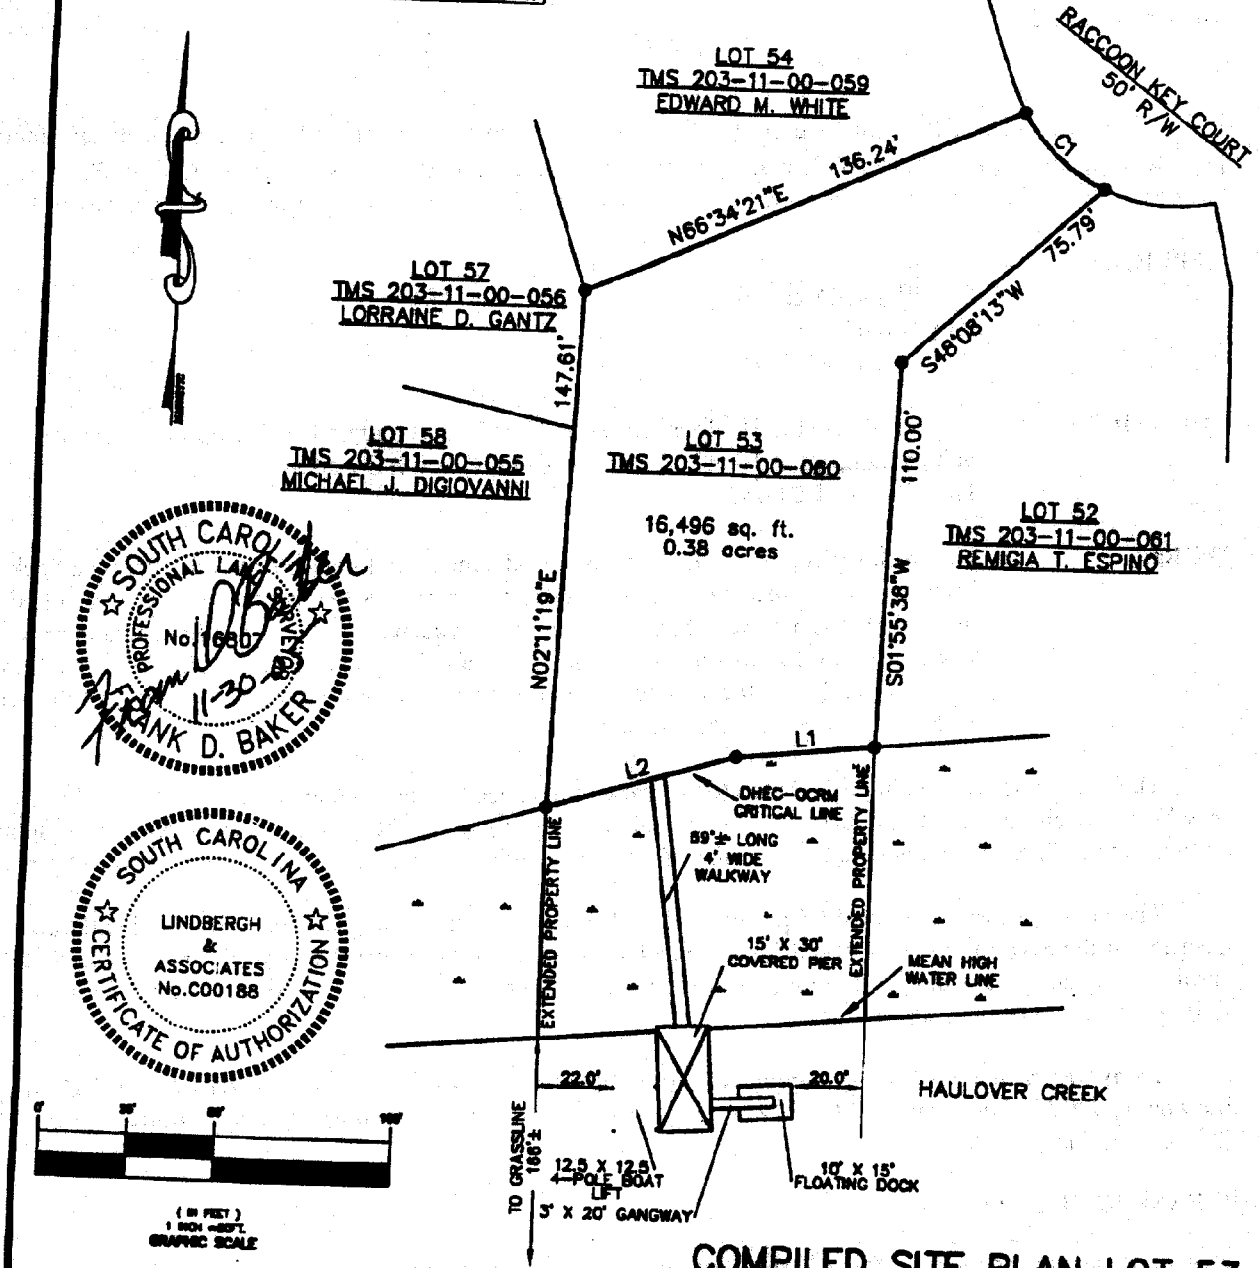 RACCOON KEY COURT
50' R/W
LOT 54
TMS 203-11-00-059
EDWARD M. WHITE
C1
136.24'
N66°34'21"E
75.79'
S48°08'13"W
LOT 57
TMS 203-11-00-056
LORRAINE D. GANTZ
147.61'
LOT 58
TMS 203-11-00-055
MICHAEL J. DIGIOVANNI
LOT 53
TMS 203-11-00-060
16,496 sq. ft.
0.38 acres
110.00'
LOT 52
TMS 203-11-00-061
REMIGIA T. ESPINO
N02°11'19"E
S01°55'38"W
SOUTH CAROLINA
PROFESSIONAL LAND SURVEYOR
No. 16807
11-30-
FRANK D. BAKER
L1
L2
DHEC-OCRM
CRITICAL LINE
89'± LONG
4' WIDE
WALKWAY
EXTENDED PROPERTY LINE
EXTENDED PROPERTY LINE
15' X 30'
COVERED PIER
MEAN HIGH
WATER LINE
SOUTH CAROLINA
LINDBERGH
&
ASSOCIATES
No.C00188
CERTIFICATE OF AUTHORIZATION
22.0'
20.0'
HAULOVER CREEK
TO GRASSLINE
166'±
12.5 X 12.5
4-POLE BOAT
LIFT
3' X 20' GANGWAY
10' X 15'
FLOATING DOCK
0'
( IN FEET )
GRAPHIC SCALE
COMPILED SITE PLAN LOT 53